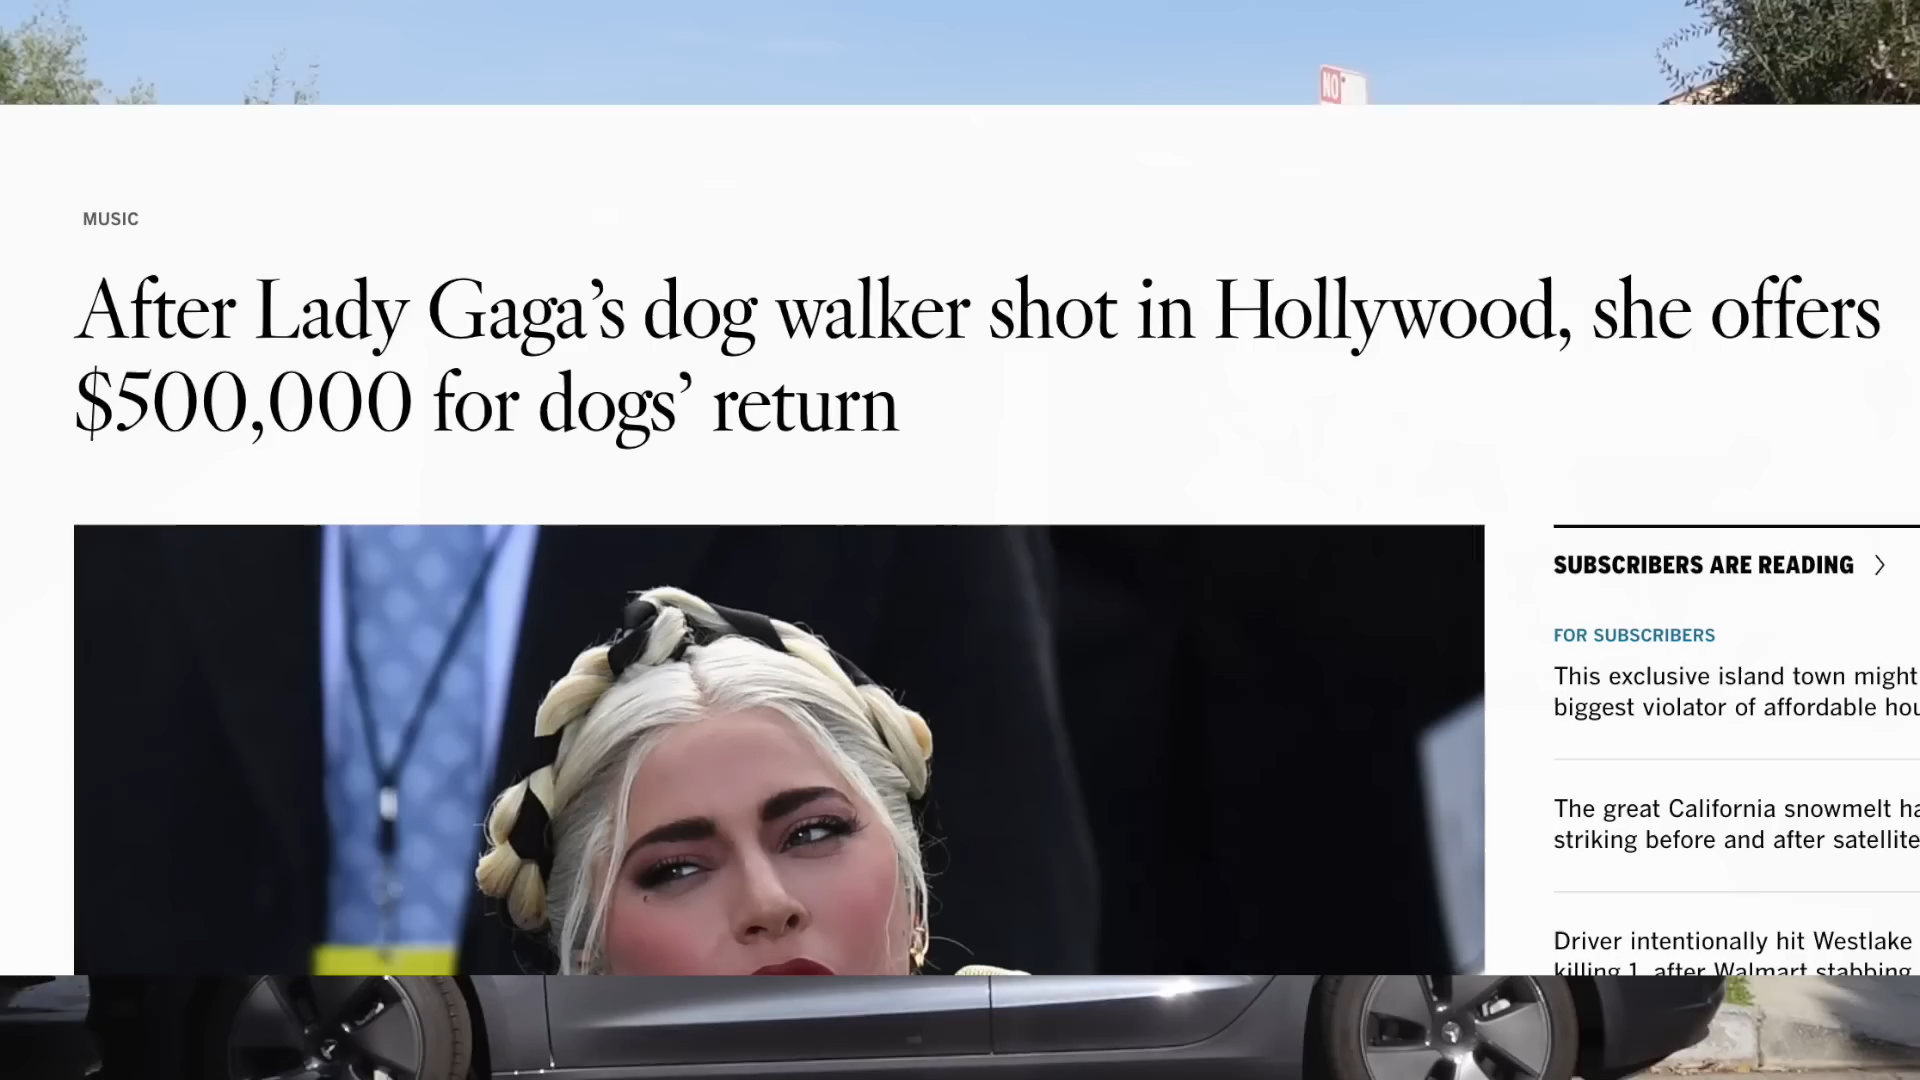 NO
MUSIC
After Lady Gaga’s dog walker shot in Hollywood, she offers
$500,000 for dogs’ return
SUBSCRIBERS ARE READING
FOR SUBSCRIBERS
This exclusive island town might
biggest violator of affordable hou
The great California snowmelt ha
striking before and after satellite
Driver intentionally hit Westlake
killing 1, after Walmart stabbing